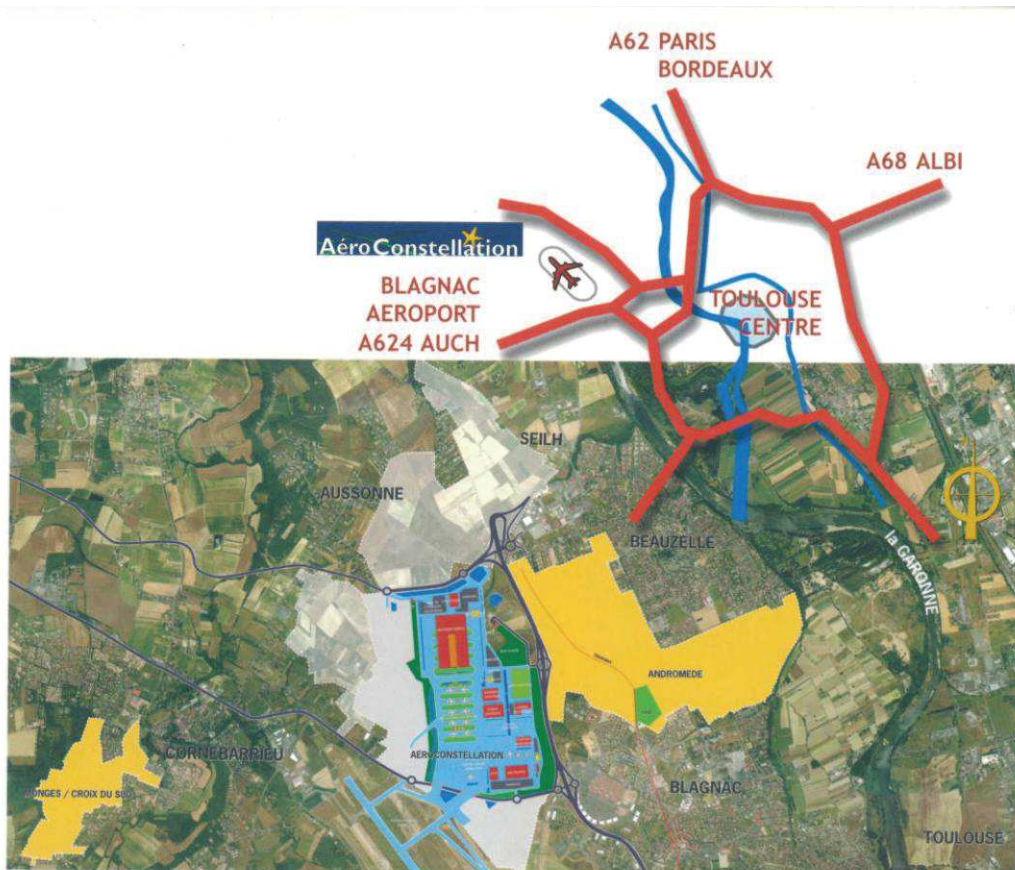 A62 PARIS
BORDEAUX
A68 ALBI
AéroConstellation
BLAGNAC
AEROPORT
A624 AUCH
TOULOUSE
CENTRE
SEILH
AUSSONNE
BEAUZELLE
la GARONNE
ANDROMEDE
AEROCONSTELLATION
CORNEBARRIEU
BLAGNAC
TOULOUSE